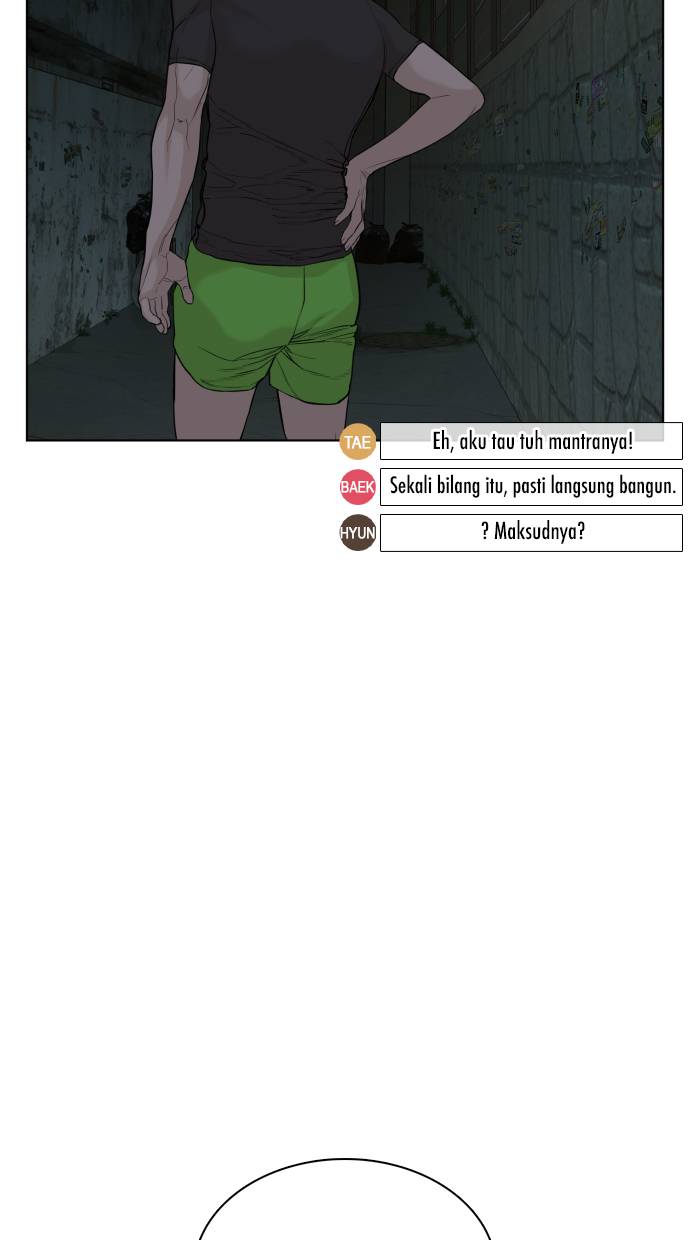 TAE Eh, aku tau tuh mantranya!
BAEK Sekali bilang itu, pasti langsung bangun.
HYUN ? Maksudnya?